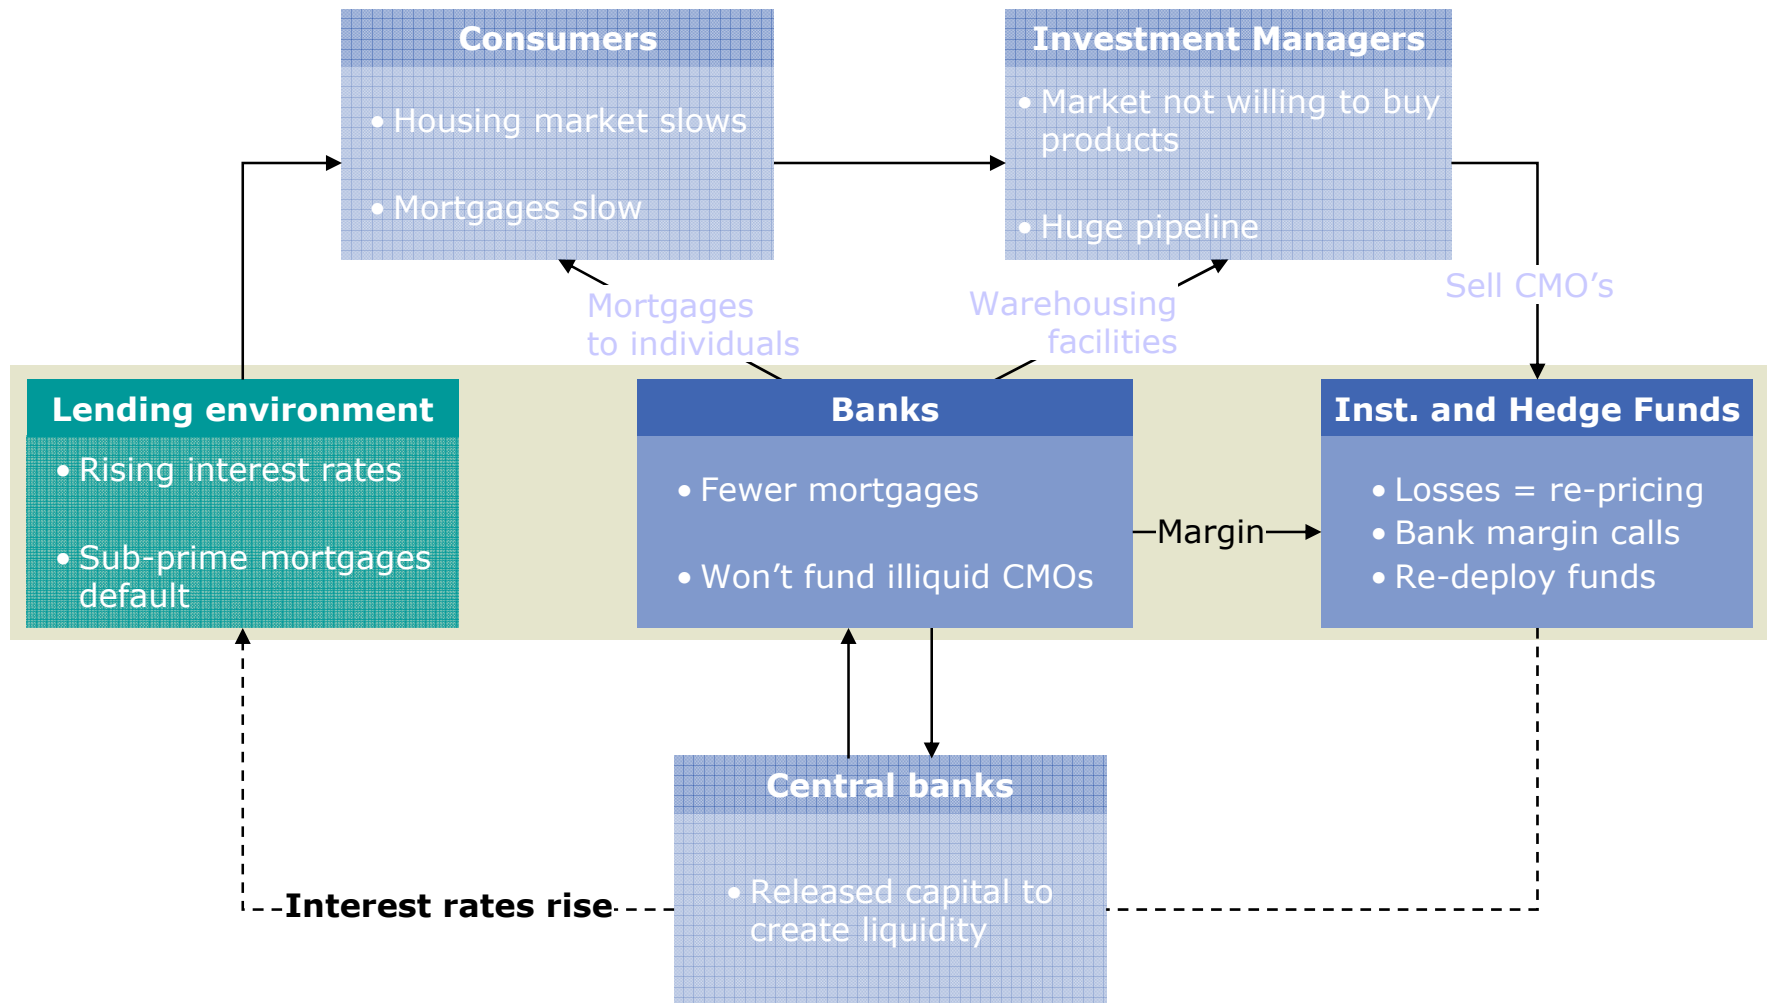 Consumers
• Housing market slows
• Mortgages slow
Investment Managers
• Market not willing to buy
products
• Huge pipeline
Mortgages
to individuals
Warehousing
facilities
Sell CMO’s
Lending environment
• Rising interest rates
• Sub-prime mortgages
default
Banks
• Fewer mortgages
• Won’t fund illiquid CMOs
Margin
Inst. and Hedge Funds
• Losses = re-pricing
• Bank margin calls
• Re-deploy funds
Interest rates rise
Central banks
• Released capital to
create liquidity